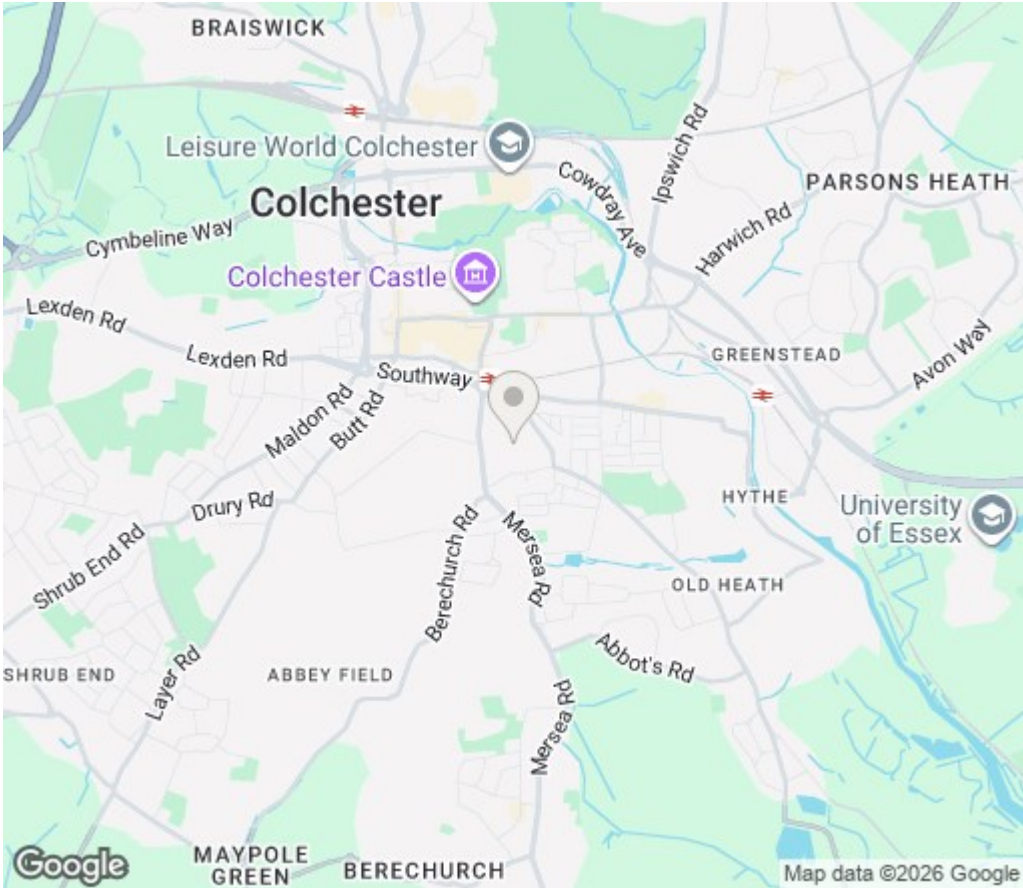 BRAISWICK
Leisure World Colchester
Ipswich Rd
Cowdray Ave
PARSONS HEATH
Colchester
Harwich Rd
Cymbeline Way
Colchester Castle
Lexden Rd
Lexden Rd
GREENSTEAD
Avon Way
Southway
Maldon Rd
Butt Rd
Drury Rd
HYTHE
University
of Essex
Shrub End Rd
Berechurch Rd
Mersea Rd
OLD HEATH
Abbot's Rd
SHRUB END
Layer Rd
ABBEY FIELD
Mersea Rd
MAYPOLE
GREEN
BERECHURCH
Google
Map data ©2026 Google